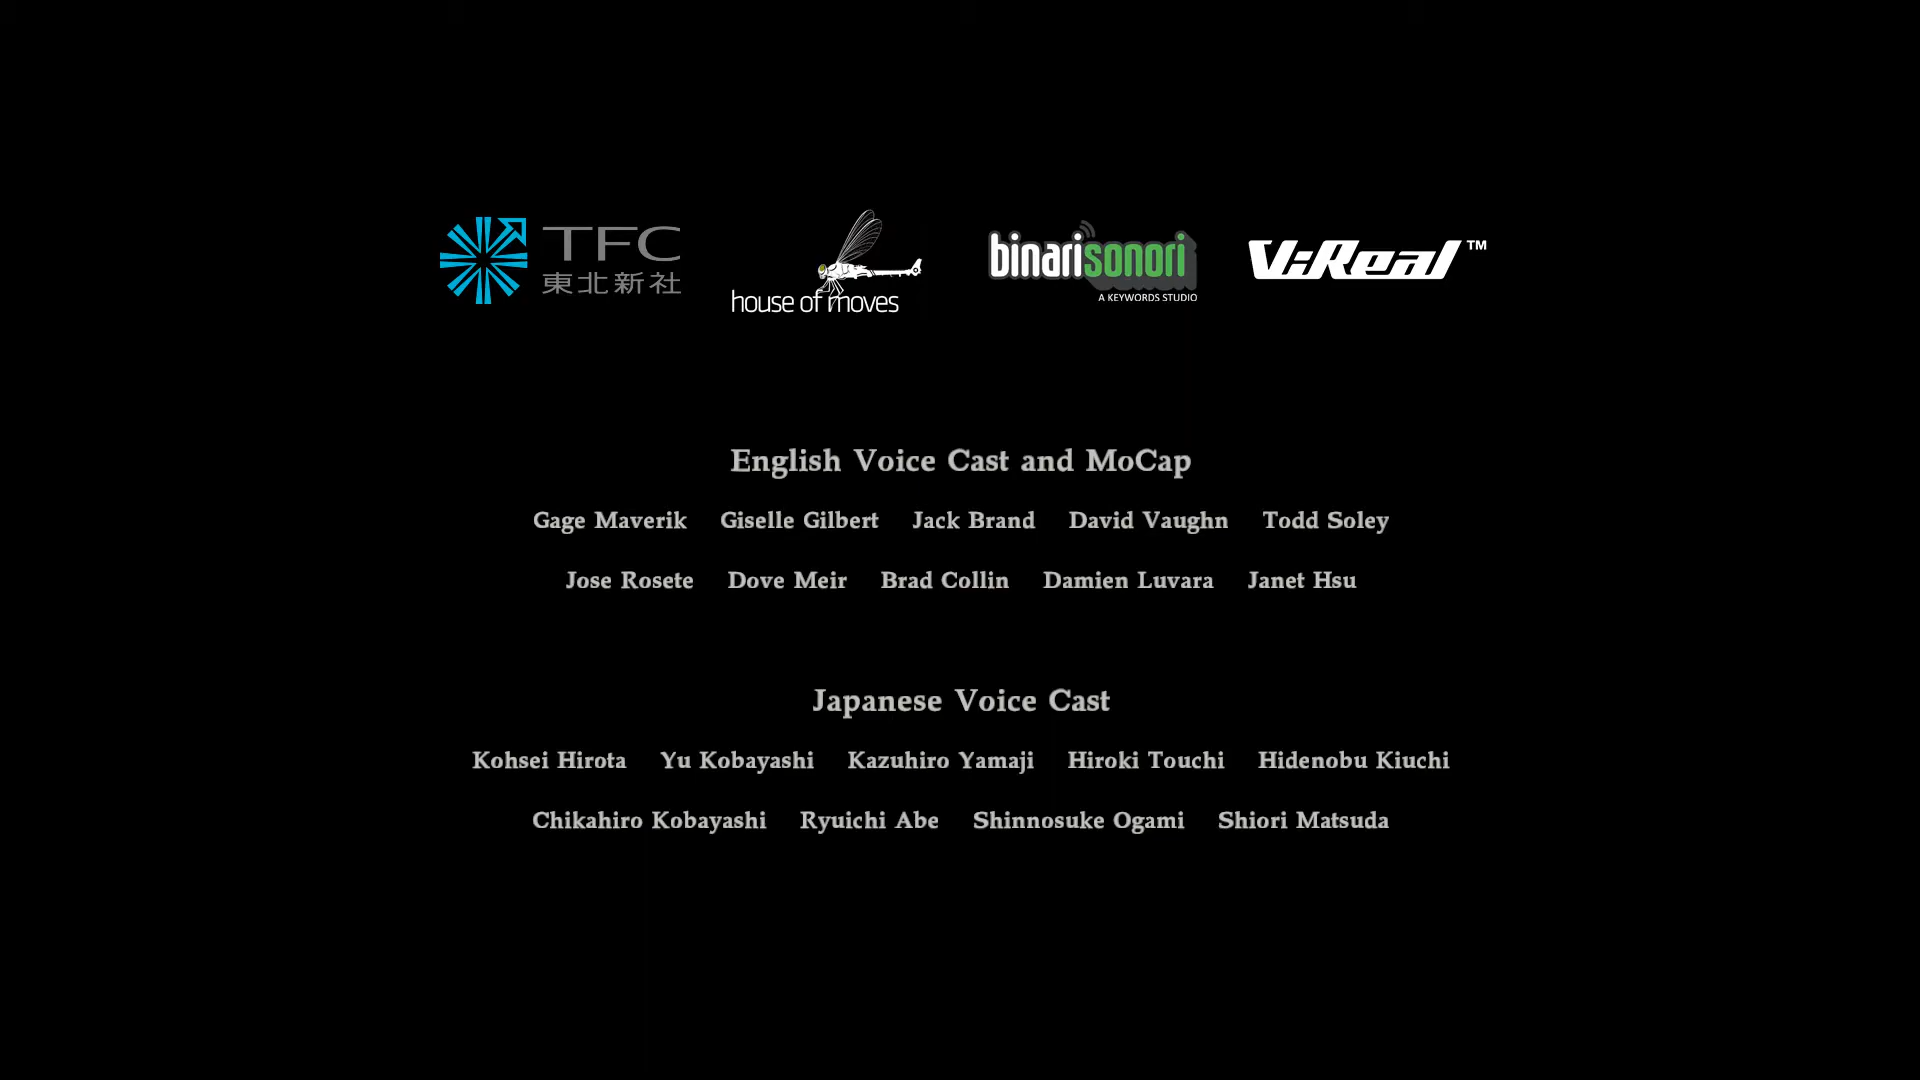 TFC
東北新社
house of moves
binarisonori
A KEYWORDS STUDIO
ViReal™
English Voice Cast and MoCap
Gage Maverik Giselle Gilbert Jack Brand David Vaughn Todd Soley
Jose Rosete Dove Meir Brad Collin Damien Luvara Janet Hsu
Japanese Voice Cast
Kohsei Hirota Yu Kobayashi Kazuhiro Yamaji Hiroki Touchi Hidenobu Kiuchi
Chikahiro Kobayashi Ryuichi Abe Shinnosuke Ogami Shiori Matsuda